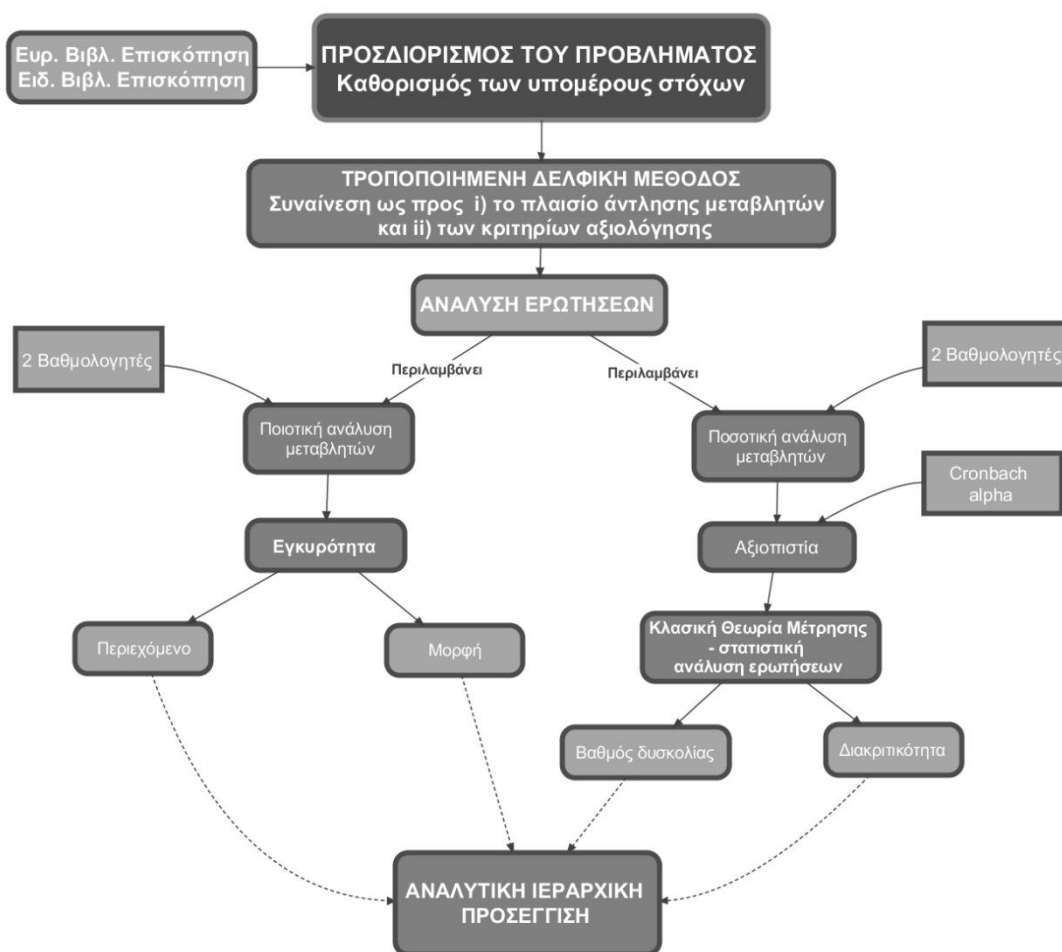 Ευρ. Βιβλ. Επισκόπηση
Ειδ. Βιβλ. Επισκόπηση
ΠΡΟΣΔΙΟΡΙΣΜΟΣ ΤΟΥ ΠΡΟΒΛΗΜΑΤΟΣ
Καθορισμός των υπομέρους στόχων
ΤΡΟΠΟΠΟΙΗΜΕΝΗ ΔΕΛΦΙΚΗ ΜΕΘΟΔΟΣ
Συναίνεση ως προς i) το πλαίσιο άντλησης μεταβλητών
και ii) των κριτηρίων αξιολόγησης
ΑΝΑΛΥΣΗ ΕΡΩΤΗΣΕΩΝ
2 Βαθμολογητές
Περιλαμβάνει
Περιλαμβάνει
2 Βαθμολογητές
Ποιοτική ανάλυση
μεταβλητών
Ποσοτική ανάλυση
μεταβλητών
Cronbach
alpha
Εγκυρότητα
Αξιοπιστία
Περιεχόμενο
Μορφή
Κλασική Θεωρία Μέτρησης
- στατιστική
ανάλυση ερωτήσεων
Βαθμός δυσκολίας
Διακριτικότητα
ΑΝΑΛΥΤΙΚΗ ΙΕΡΑΡΧΙΚΗ
ΠΡΟΣΕΓΓΙΣΗ